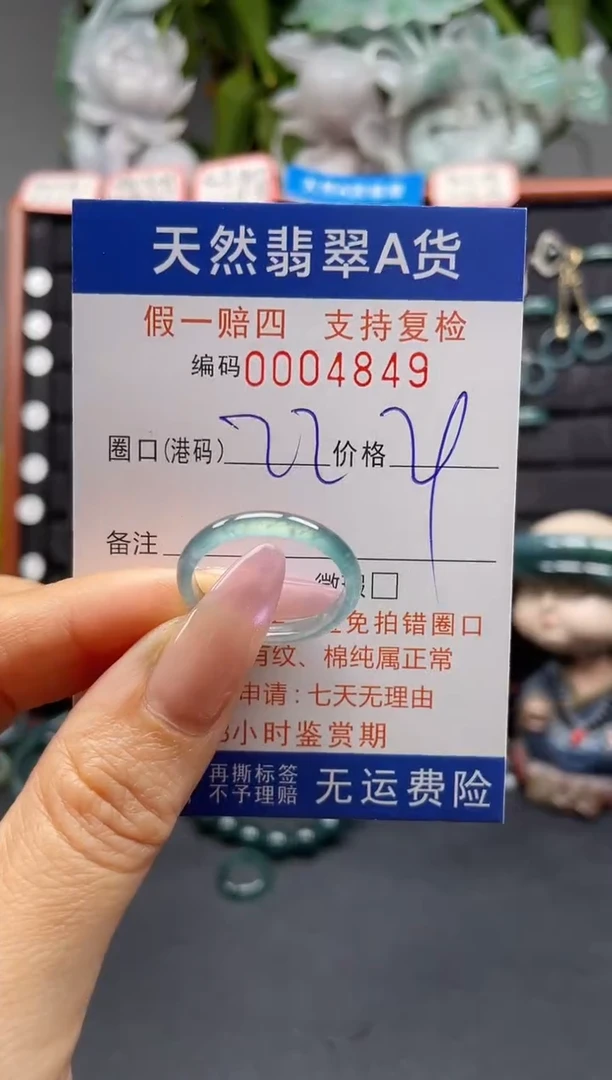 天然翡翠A货
假一赔四 支持复检
编码0004849
圈口(港码) 22 价格
备注
微 □
免拍错圈口
有纹、棉纯属正常
申请:七天无理由
小时鉴赏期
再撕标签
不予理赔
无运费险